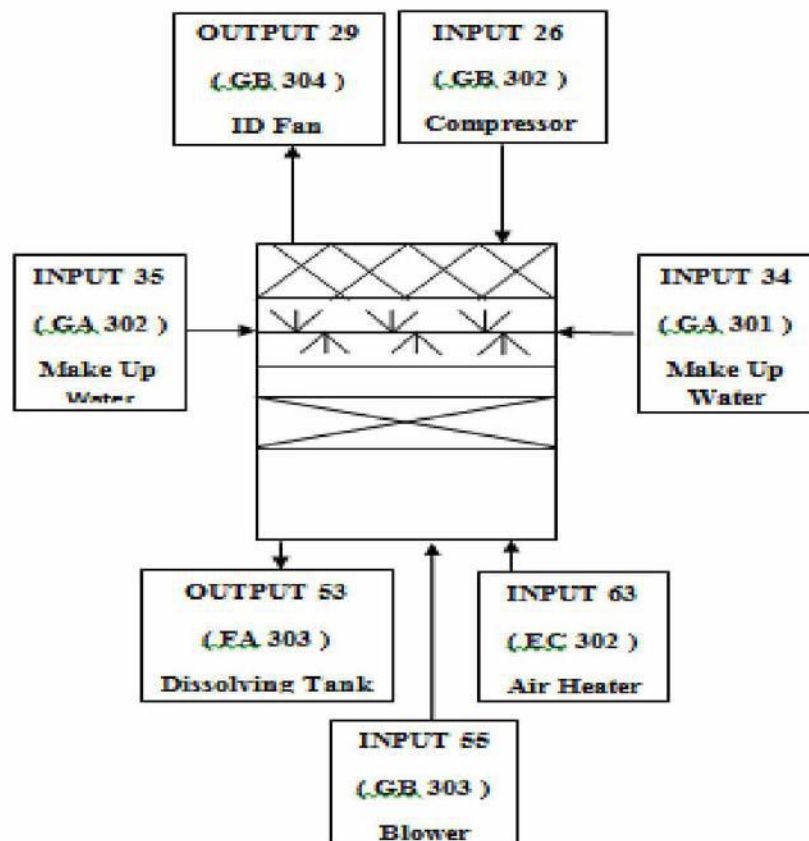 OUTPUT 29
( GB 304 )
ID Fan
INPUT 26
( GB 302 )
Compressor
INPUT 35
( GA 302 )
Make Up
Water
INPUT 34
( GA 301 )
Make Up
Water
OUTPUT 53
( FA 303 )
Dissolving Tank
INPUT 63
( EC 302 )
Air Heater
INPUT 55
( GB 303 )
Blower